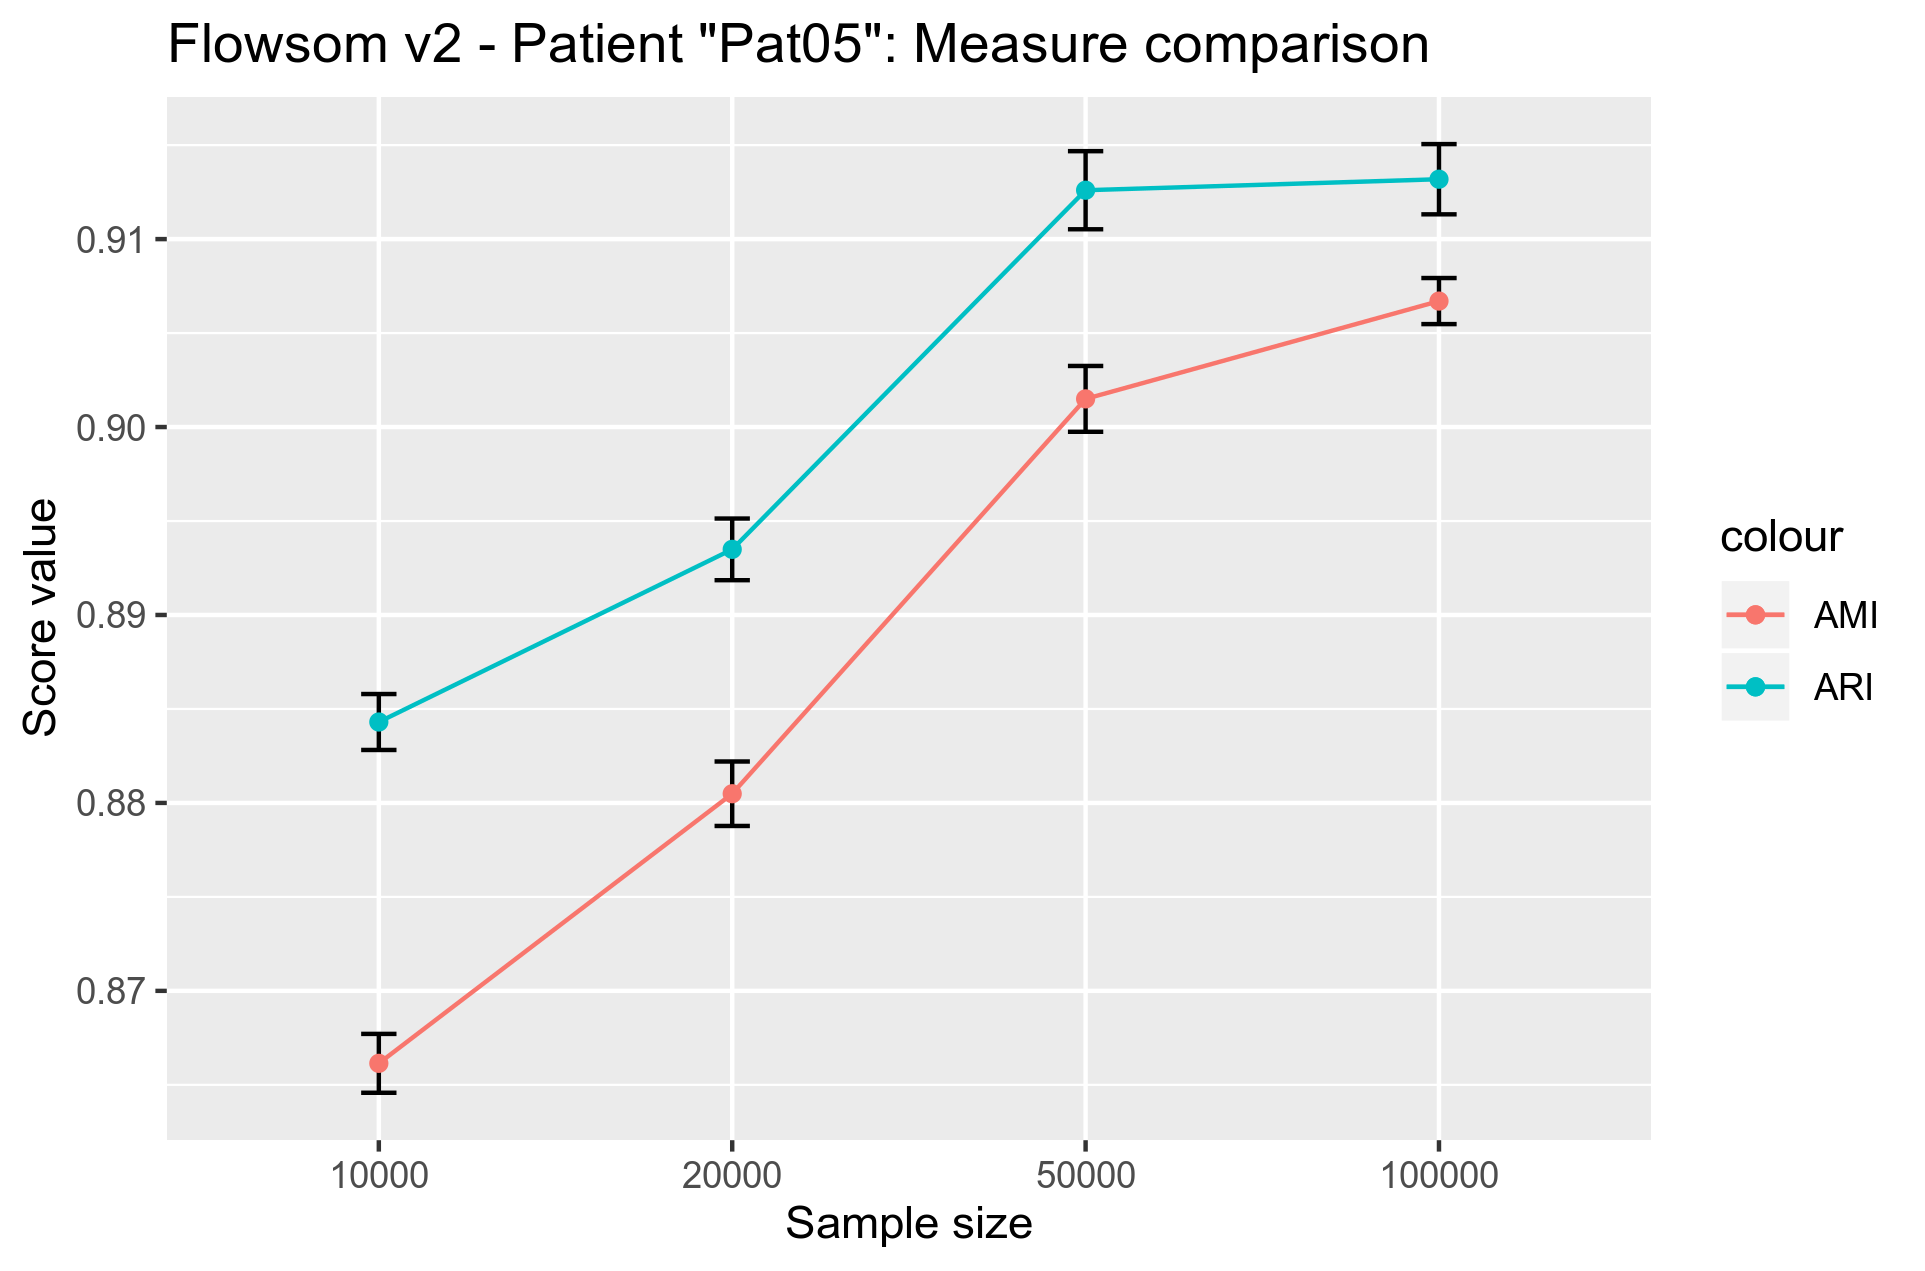 Flowsom v2 - Patient "Pat05": Measure comparison
0.91
0.90
0.89
0.88
0.87
Score value
10000 20000 50000 100000
Sample size
colour
AMI
ARI